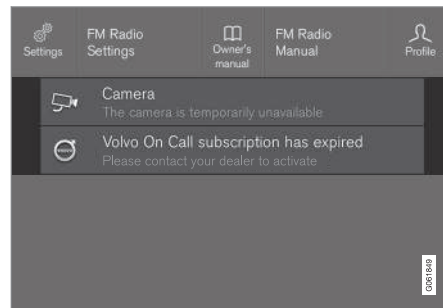 Settings
FM Radio
Settings
Owner's
manual
FM Radio
Manual
Profile
Camera
The camera is temporarily unavailable
Volvo On Call subscription has expired
Please contact your dealer to activate
G061849